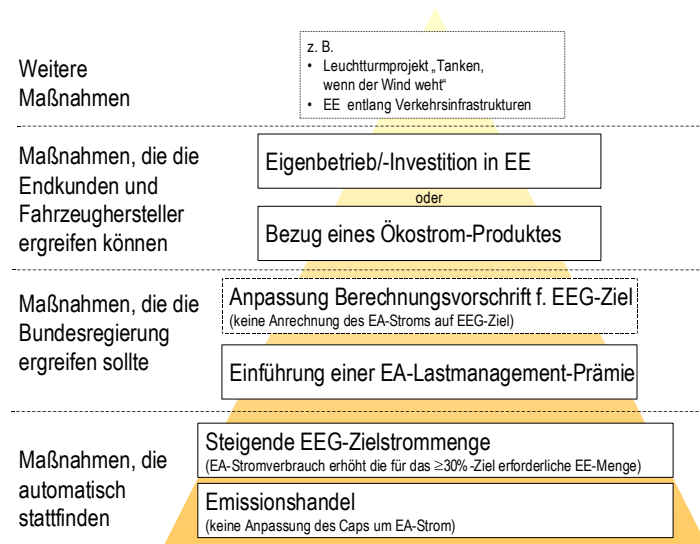 Weitere
Maßnahmen
z. B.
• Leuchtturmprojekt „Tanken,
wenn der Wind weht“
• EE entlang Verkehrsinfrastrukturen
Maßnahmen, die die
Endkunden und
Fahrzeughersteller
ergreifen können
Eigenbetrieb/-Investition in EE
oder
Bezug eines Ökostrom-Produktes
Maßnahmen, die die
Bundesregierung
ergreifen sollte
Anpassung Berechnungsvorschrift f. EEG-Ziel
(keine Anrechnung des EA-Stroms auf EEG-Ziel)
Einführung einer EA-Lastmanagement-Prämie
Maßnahmen, die
automatisch
stattfinden
Steigende EEG-Zielstrommenge
(EA-Stromverbrauch erhöht die für das ≥30%-Ziel erforderliche EE-Menge)
Emissionshandel
(keine Anpassung des Caps um EA-Strom)